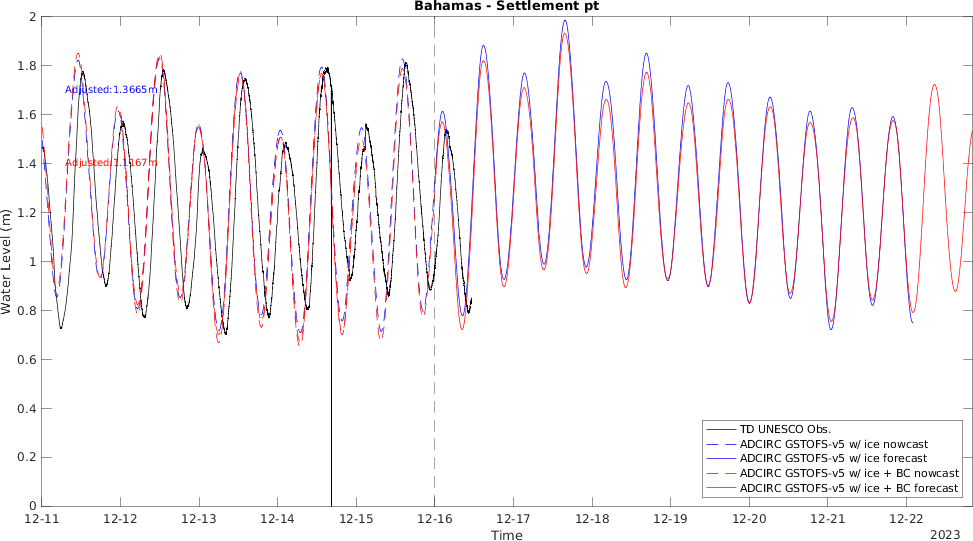 Bahamas - Settlement pt
Water Level (m)
2
1.8
1.6
1.4
1.2
1
0.8
0.6
0.4
0.2
0
Adjusted:1.3665m
TD UNESCO Obs.
ADCIRC GSTOFS-v5 w/ ice nowcast
ADCIRC GSTOFS-v5 w/ ice forecast
ADCIRC GSTOFS-v5 w/ ice + BC nowcast
ADCIRC GSTOFS-v5 w/ ice + BC forecast
12-11 12-12 12-13 12-14 12-15 12-16 12-17 12-18 12-19 12-20 12-21 12-22
Time
2023